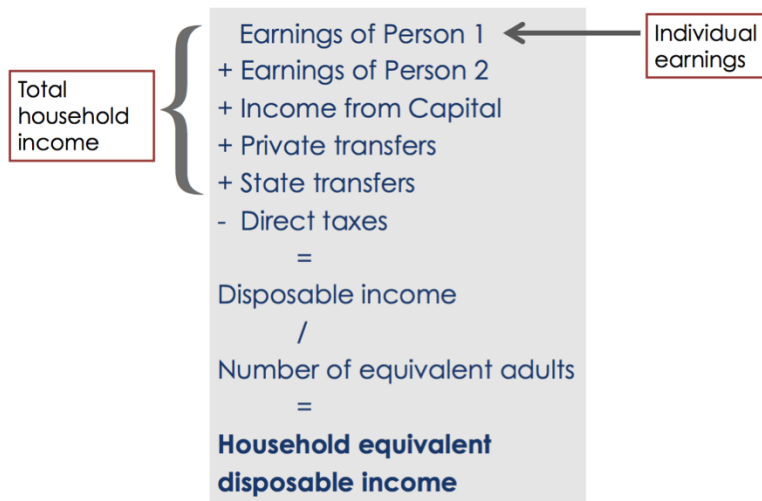 Earnings of Person 1
Individual earnings
+ Earnings of Person 2
Total household income
+ Income from Capital
+ Private transfers
+ State transfers
- Direct taxes
=
Disposable income
/
Number of equivalent adults
=
Household equivalent
disposable income